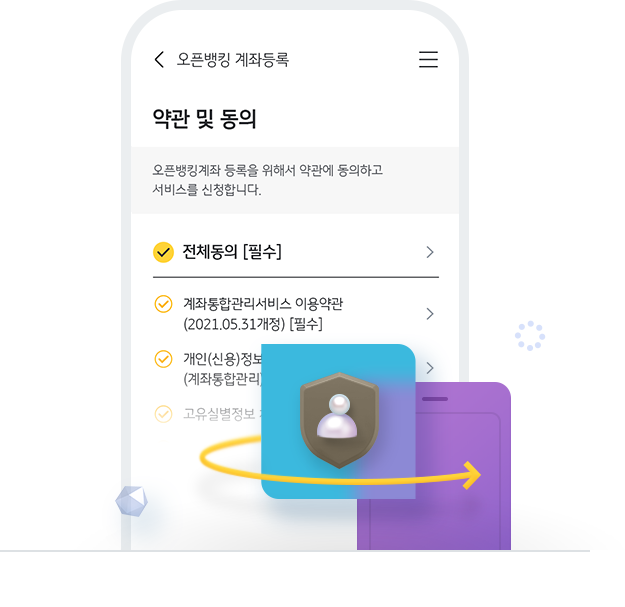 오픈뱅킹 계좌등록
약관 및 동의
오픈뱅킹계좌 등록을 위해서 약관에 동의하고
서비스를 신청합니다.
전체동의 [필수]
계좌통합관리서비스 이용약관
(2021.05.31개정) [필수]
개인(신용)정보
(계좌통합관리)
고유실별정보